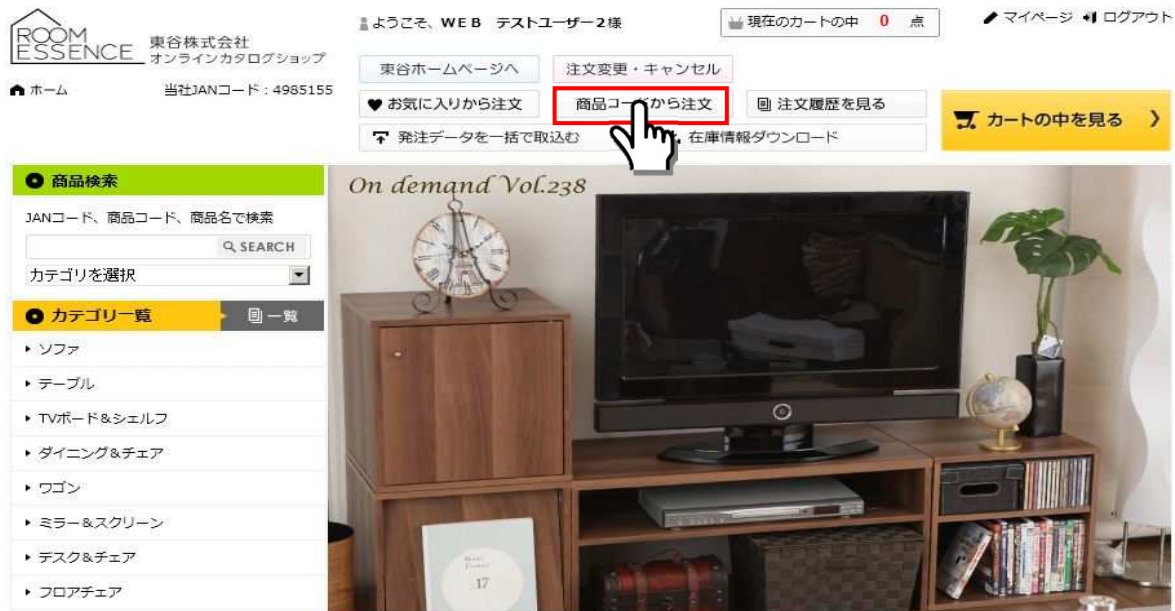 ROOM
ESSENCE
東谷株式会社
オンラインカタログショップ
ようこそ、WEB テストユーザー2様
現在のカートの中 0 点
マイページ
ログアウト
ホーム
当社JANコード：4985155
東谷ホームページへ
注文変更・キャンセル
お気に入りから注文
商品コードから注文
注文履歴を見る
発注データを一括で取込む
在庫情報ダウンロード
カートの中を見る
商品検索
JANコード、商品コード、商品名で検索
SEARCH
カテゴリを選択
カテゴリ一覧
一覧
ソファ
テーブル
TVボード&シェルフ
ダイニング&チェア
ワゴン
ミラー&スクリーン
デスク&チェア
フロアチェア
On demand Vol.238
17